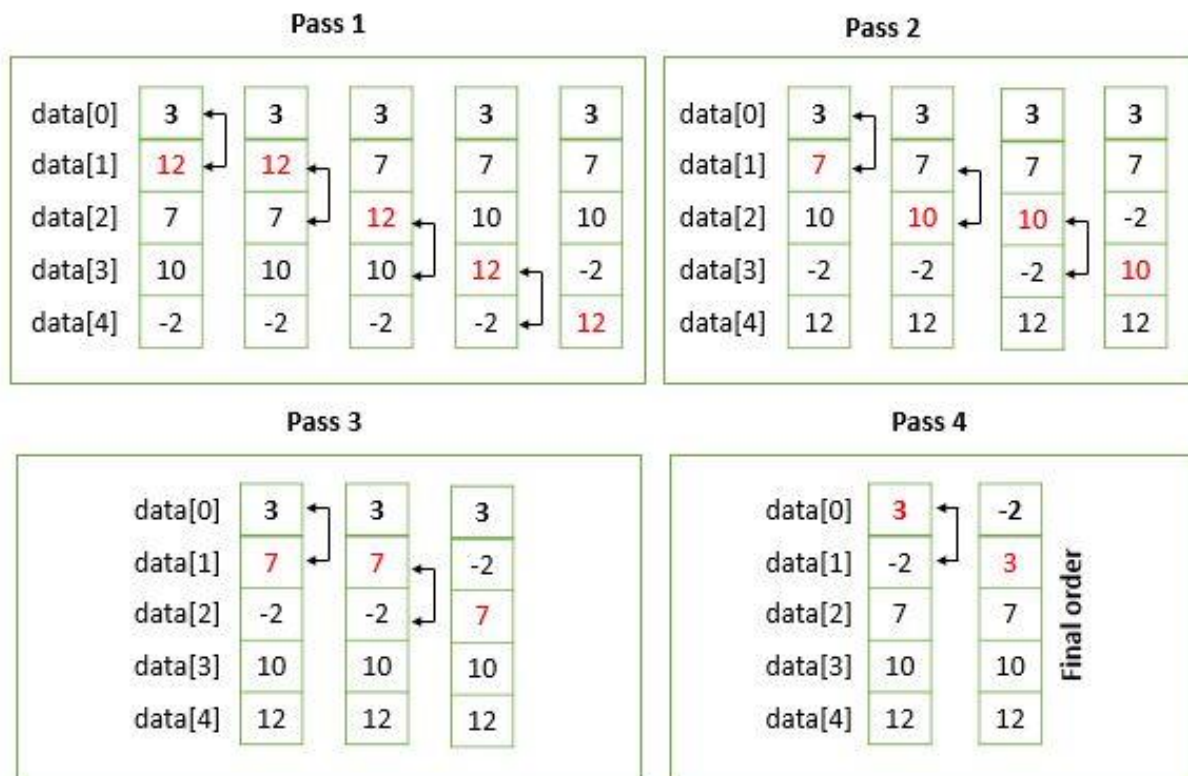 Pass 1
data[0] 3 3 3 3 3
data[1] 12 12 7 7 7
data[2] 7 7 12 10 10
data[3] 10 10 10 12 -2
data[4] -2 -2 -2 -2 12
Pass 2
data[0] 3 3 3 3
data[1] 7 7 7 7
data[2] 10 10 10 -2
data[3] -2 -2 -2 10
data[4] 12 12 12 12
Pass 3
data[0] 3 3 3
data[1] 7 7 -2
data[2] -2 -2 7
data[3] 10 10 10
data[4] 12 12 12
Pass 4
data[0] 3 -2
data[1] -2 3
data[2] 7 7
data[3] 10 10
data[4] 12 12
Final order